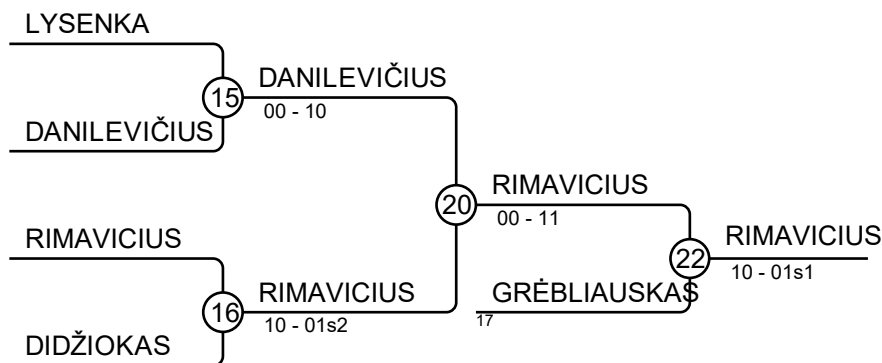 LYSENKA
15
DANILEVIČIUS
00 - 10
DANILEVIČIUS
20
RIMAVICIUS
00 - 11
RIMAVICIUS
16
RIMAVICIUS
10 - 01s2
DIDŽIOKAS
22
RIMAVICIUS
10 - 01s1
GRĖBLIAUSKAS
17